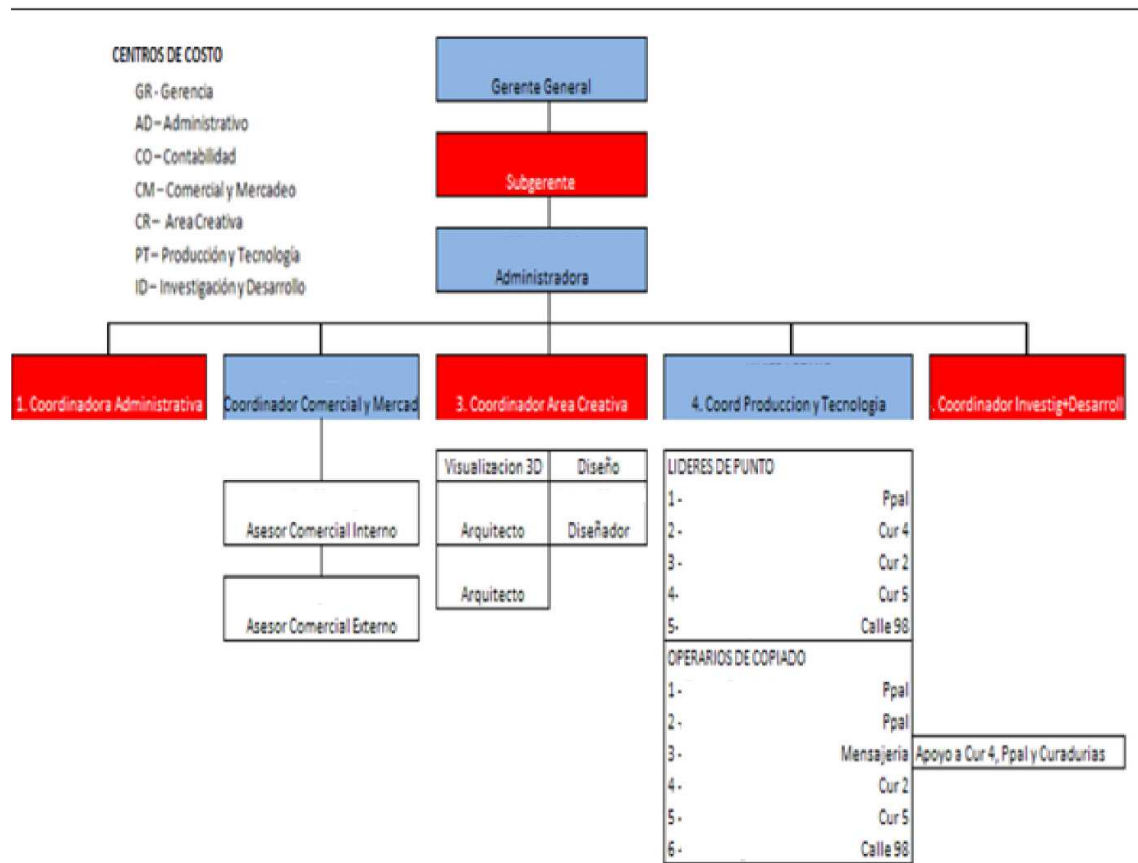 CENTROS DE COSTO
GR - Gerencia
AD – Administrativo
CO – Contabilidad
CM – Comercial y Mercadeo
CR – Area Creativa
PT – Producción y Tecnología
ID – Investigación y Desarrollo
Gerente General
Subgerente
Administradora
1. Coordinadora Administrativa
Coordinador Comercial y Mercad
3. Coordinador Area Creativa
4. Coord Produccion y Tecnologia
. Coordinador Investig+Desarroll
Asesor Comercial Interno
Asesor Comercial Externo
Visualizacion 3D Diseño
Arquitecto Diseñador
Arquitecto
LIDERES DE PUNTO
1 - Ppal
2 - Cur 4
3 - Cur 2
4- Cur 5
5- Calle 98
OPERARIOS DE COPIADO
1 - Ppal
2 - Ppal
3 - Mensajeria Apoyo a Cur 4, Ppal y Curadurias
4 - Cur 2
5 - Cur 5
6 - Calle 98